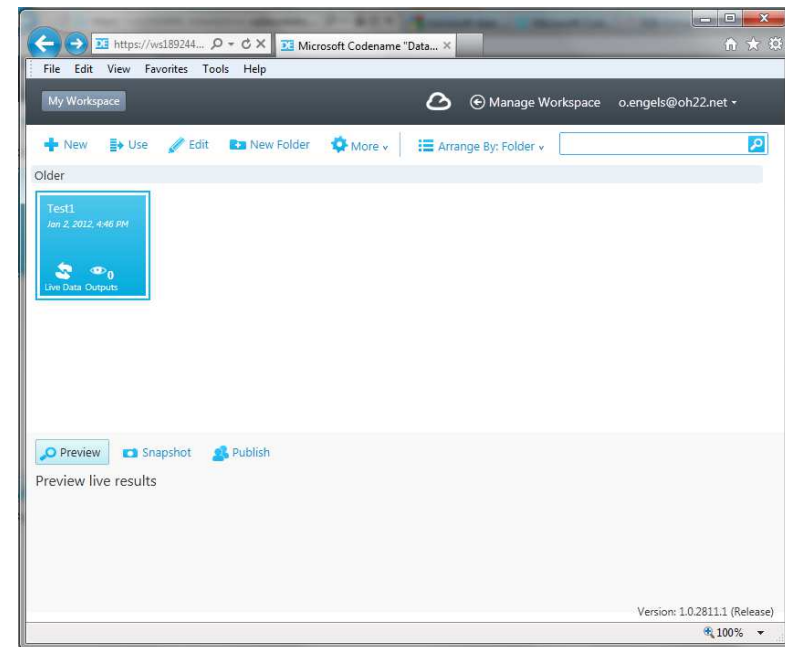 https://ws189244... Microsoft Codename "Data...
File Edit View Favorites Tools Help
My Workspace Manage Workspace o.engels@oh22.net
New Use Edit New Folder More Arrange By: Folder
Older
Test1
Jan 2, 2012, 4:46 PM
0
Live Data Outputs
Preview Snapshot Publish
Preview live results
Version: 1.0.2811.1 (Release)
100%